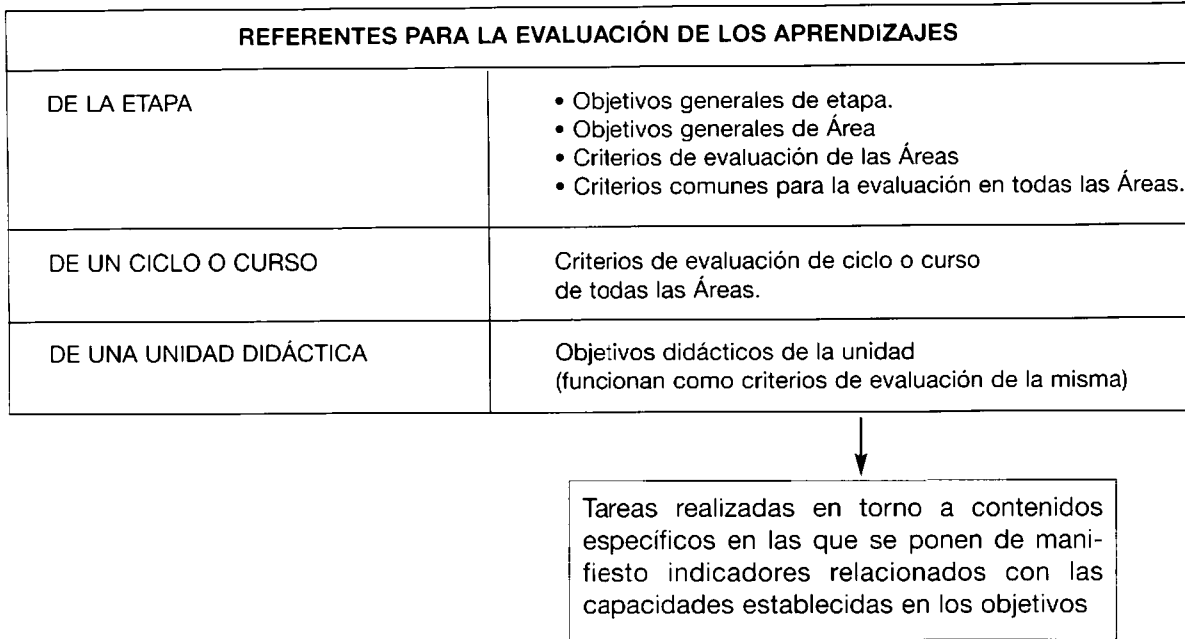 REFERENTES PARA LA EVALUACIÓN DE LOS APRENDIZAJES
DE LA ETAPA
• Objetivos generales de etapa.
• Objetivos generales de Área
• Criterios de evaluación de las Áreas
• Criterios comunes para la evaluación en todas las Áreas.
DE UN CICLO O CURSO
Criterios de evaluación de ciclo o curso
de todas las Áreas.
DE UNA UNIDAD DIDÁCTICA
Objetivos didácticos de la unidad
(funcionan como criterios de evaluación de la misma)
Tareas realizadas en torno a contenidos
específicos en las que se ponen de mani-
fiesto indicadores relacionados con las
capacidades establecidas en los objetivos